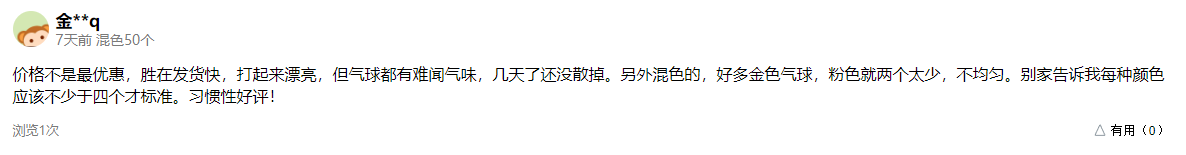 金**q
7天前 混色50个
价格不是最优惠，胜在发货快，打起来漂亮，但气球都有难闻气味，几天了还没散掉。另外混色的，好多金色气球，粉色就两个太少，不均匀。别家告诉我每种颜色
应该不少于四个才标准。习惯性好评！
浏览1次
△ 有用（0）